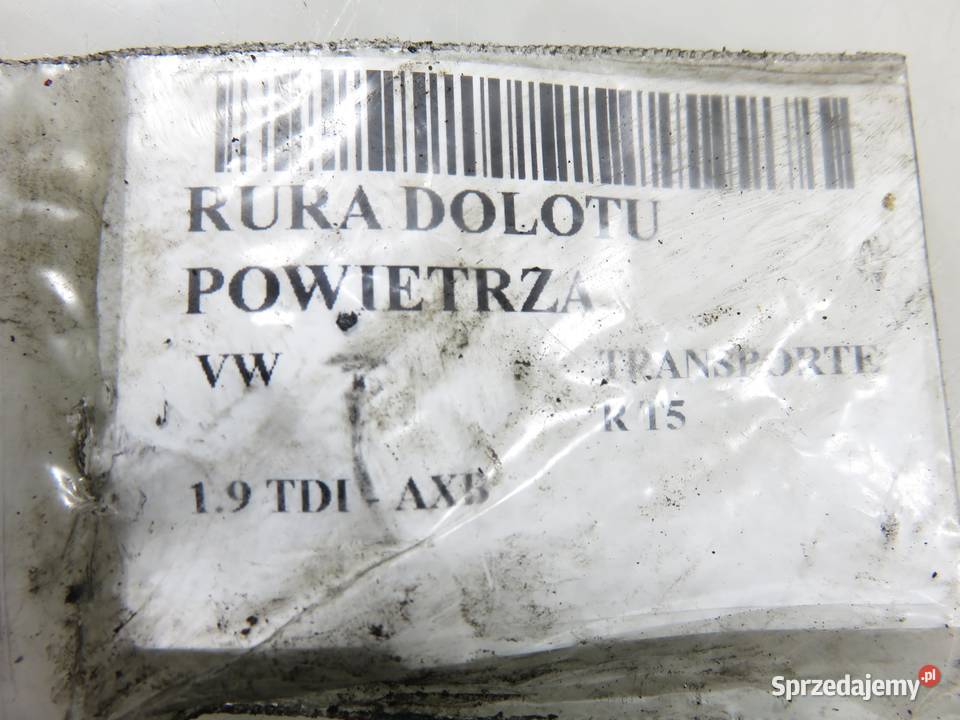 RURA DOLOTU
POWIETRZA
VW TRANSPORTE
R T5
1.9 TDI - AXB
Sprzedajemy.pl